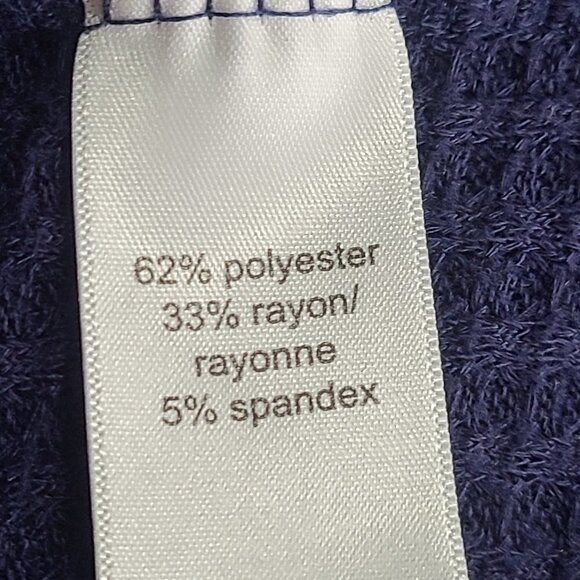 62% polyester
33% rayon/
rayonne
5% spandex